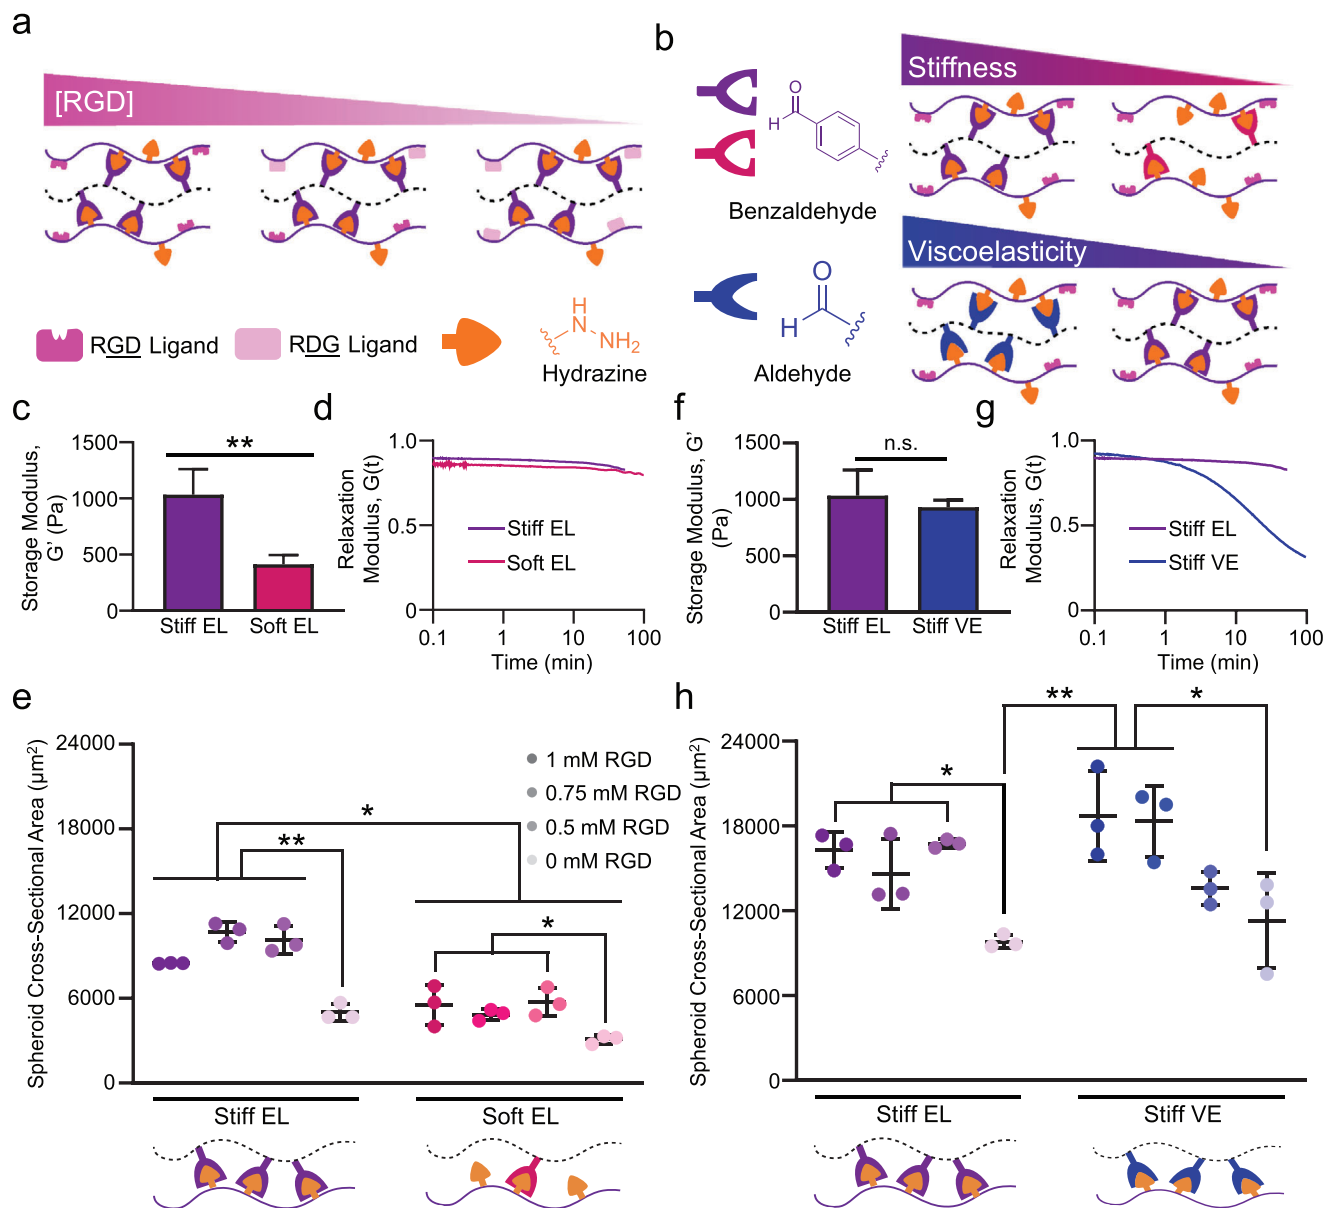 a
[RGD]
RGD Ligand
RDG Ligand
H
N
NH2
Hydrazine
b
O
H
Benzaldehyde
O
H
Aldehyde
Stiffness
Viscoelasticity
c
Storage Modulus,
G' (Pa)
1500
1000
500
0
**
Stiff EL
Soft EL
d
Relaxation
Modulus, G(t)
1.0
0.5
0
Stiff EL
Soft EL
0.1
1
10
100
Time (min)
f
Storage Modulus, G'
(Pa)
1500
1000
500
0
n.s.
Stiff EL
Stiff VE
g
Relaxation
Modulus, G(t)
1.0
0.5
0
Stiff EL
Stiff VE
0.1
1
10
100
Time (min)
e
Spheroid Cross-Sectional Area (µm²)
24000
18000
12000
6000
0
1 mM RGD
0.75 mM RGD
0.5 mM RGD
0 mM RGD
*
**
*
Stiff EL
Soft EL
h
Spheroid Cross-Sectional Area (µm²)
24000
18000
12000
6000
0
**
*
*
Stiff EL
Stiff VE